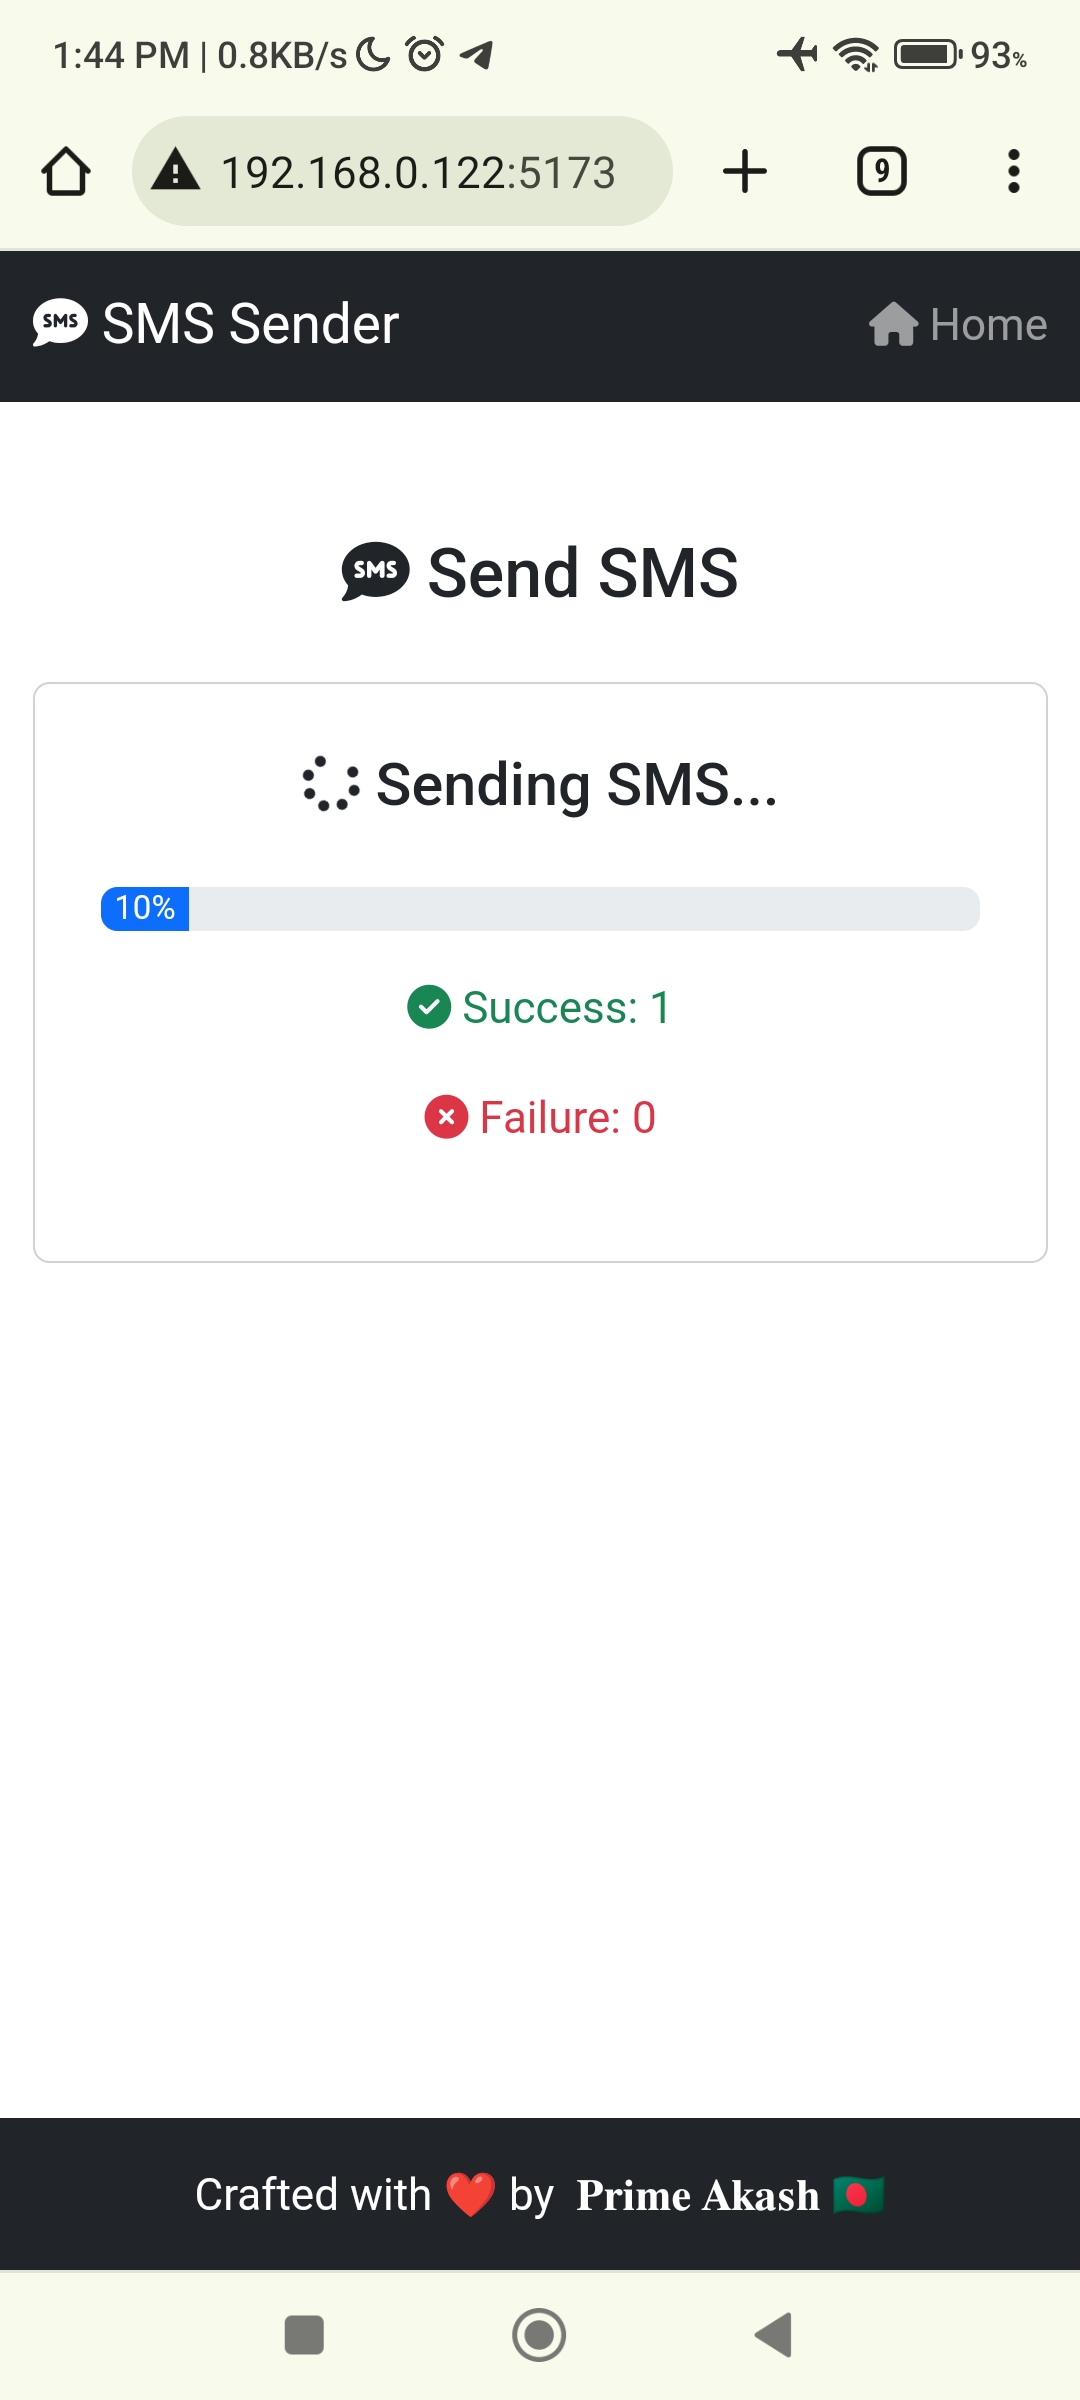 1:44 PM | 0.8KB/s 93%
192.168.0.122:5173 9
SMS SMS Sender Home
SMS Send SMS
Sending SMS...
10%
Success: 1
Failure: 0
Crafted with ❤️ by Prime Akash 🇧🇩